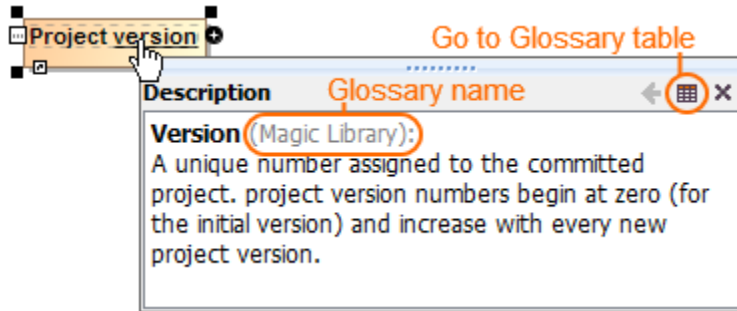 Project version
Go to Glossary table
Description
Glossary name
Version (Magic Library):
A unique number assigned to the committed
project. project version numbers begin at zero (for
the initial version) and increase with every new
project version.